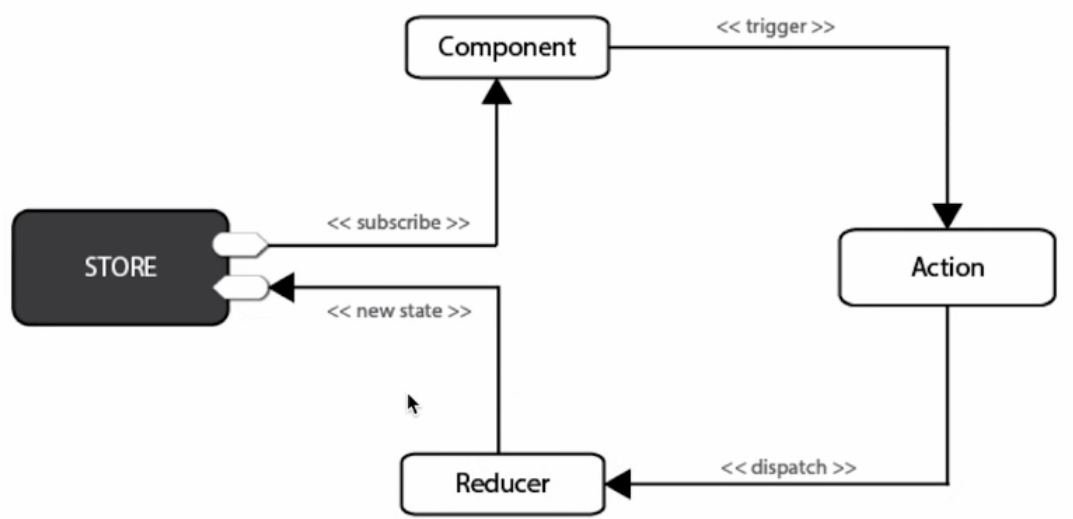 Component
<< trigger >>
<< subscribe >>
STORE
Action
<< new state >>
<< dispatch >>
Reducer